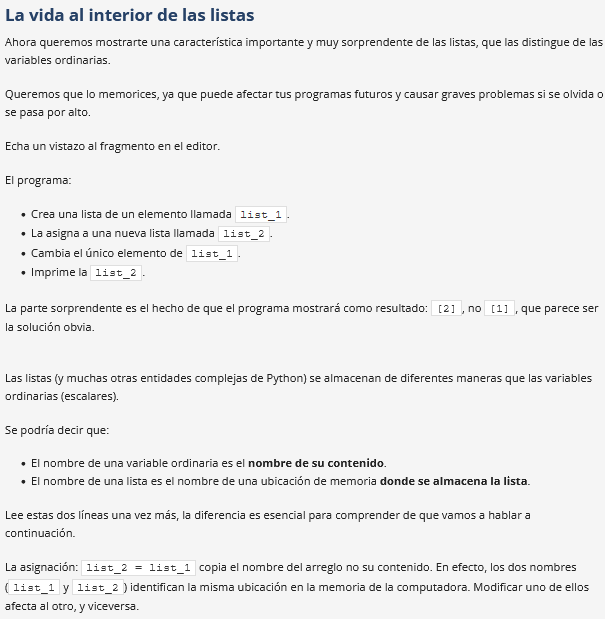 La vida al interior de las listas
Ahora queremos mostrarte una característica importante y muy sorprendente de las listas, que las distingue de las
variables ordinarias.
Queremos que lo memorices, ya que puede afectar tus programas futuros y causar graves problemas si se olvida o
se pasa por alto.
Echa un vistazo al fragmento en el editor.
El programa:
• Crea una lista de un elemento llamada list_1.
• La asigna a una nueva lista llamada list_2.
• Cambia el único elemento de list_1.
• Imprime la list_2.
La parte sorprendente es el hecho de que el programa mostrará como resultado: [2], no [1], que parece ser
la solución obvia.
Las listas (y muchas otras entidades complejas de Python) se almacenan de diferentes maneras que las variables
ordinarias (escalares).
Se podría decir que:
• El nombre de una variable ordinaria es el nombre de su contenido.
• El nombre de una lista es el nombre de una ubicación de memoria donde se almacena la lista.
Lee estas dos líneas una vez más, la diferencia es esencial para comprender de que vamos a hablar a
continuación.
La asignación: list_2 = list_1 copia el nombre del arreglo no su contenido. En efecto, los dos nombres
(list_1 y list_2) identifican la misma ubicación en la memoria de la computadora. Modificar uno de ellos
afecta al otro, y viceversa.